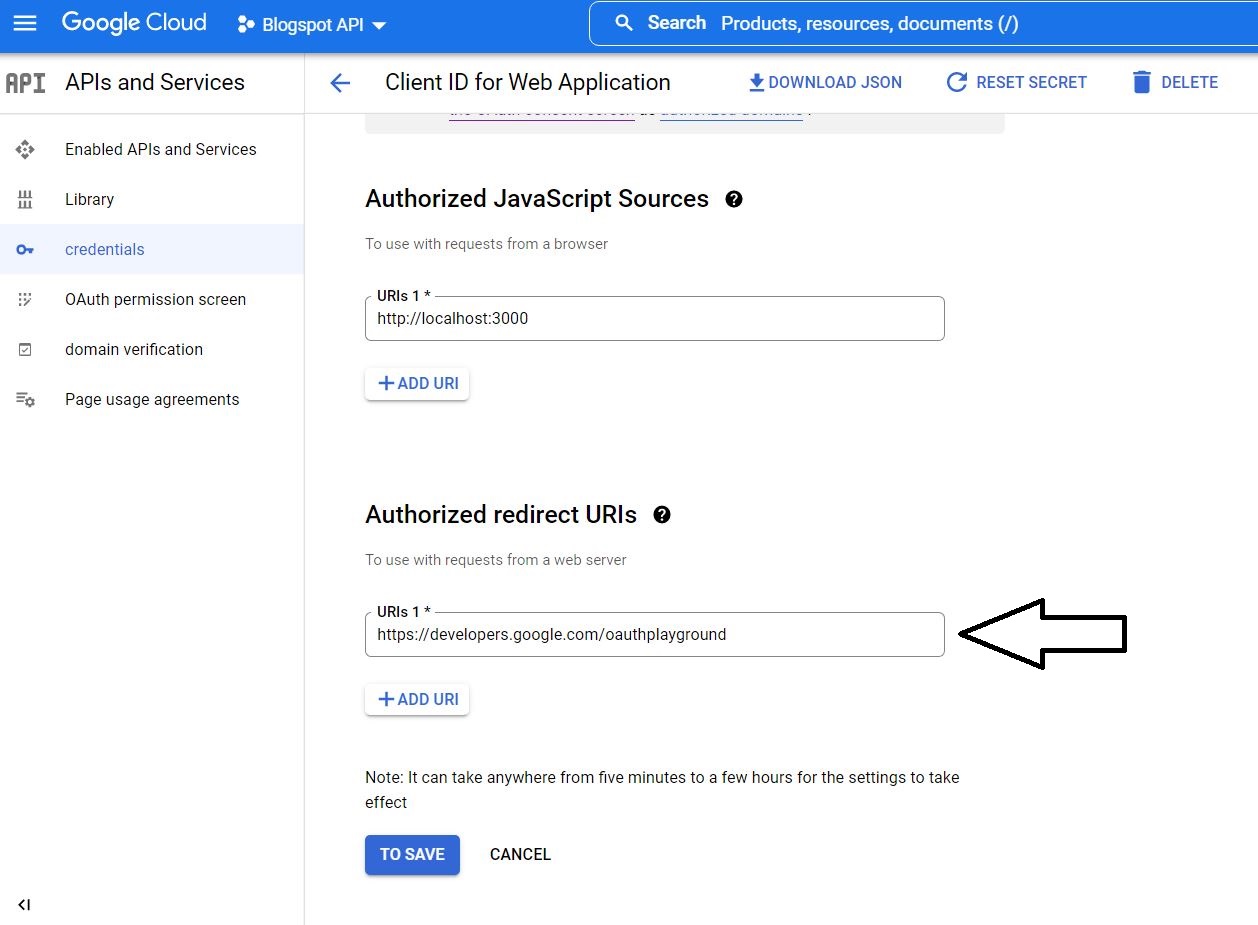 Google Cloud Blogspot API Search Products, resources, documents (/)
API APIs and Services
Client ID for Web Application DOWNLOAD JSON RESET SECRET DELETE
Enabled APIs and Services
Library
credentials
OAuth permission screen
domain verification
Page usage agreements
Authorized JavaScript Sources
To use with requests from a browser
URIs 1 *
http://localhost:3000
+ ADD URI
Authorized redirect URIs
To use with requests from a web server
URIs 1 *
https://developers.google.com/oauthplayground
+ ADD URI
Note: It can take anywhere from five minutes to a few hours for the settings to take
effect
TO SAVE CANCEL